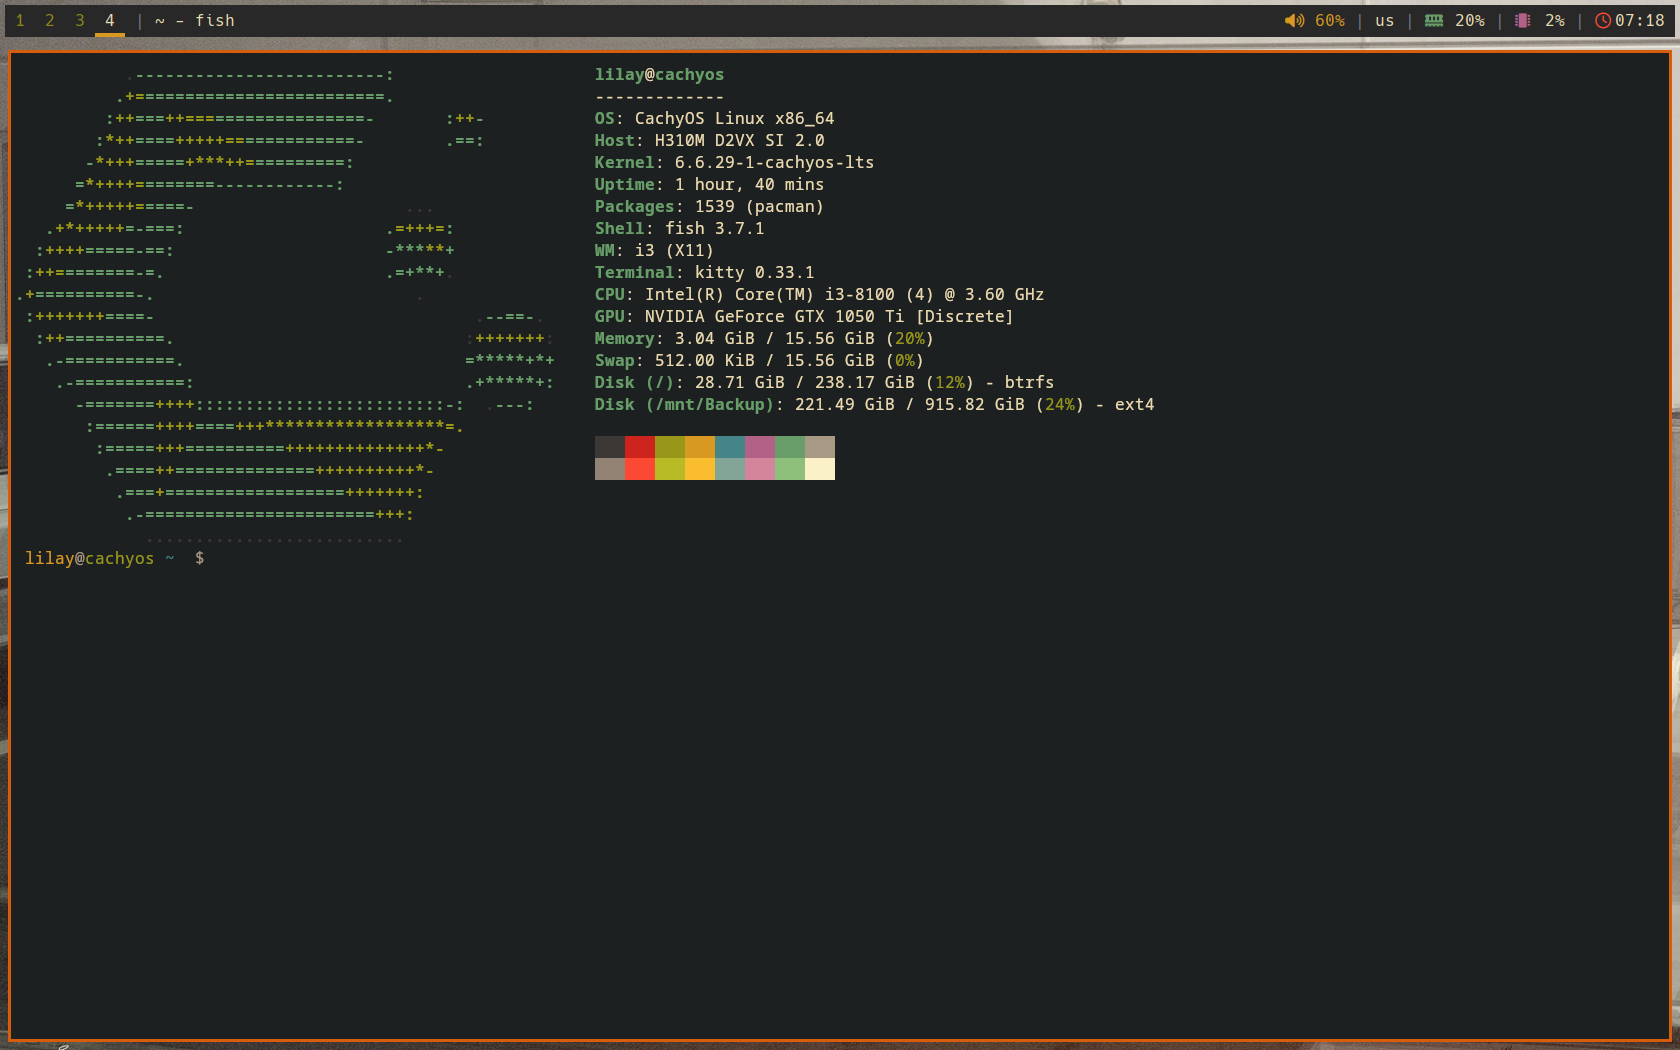 1 2 3 4 | ~ - fish 60% | us | 20% | 2% | 07:18
lilay@cachyos
-------------
OS: CachyOS Linux x86_64
Host: H310M D2VX SI 2.0
Kernel: 6.6.29-1-cachyos-lts
Uptime: 1 hour, 40 mins
Packages: 1539 (pacman)
Shell: fish 3.7.1
WM: i3 (X11)
Terminal: kitty 0.33.1
CPU: Intel(R) Core(TM) i3-8100 (4) @ 3.60 GHz
GPU: NVIDIA GeForce GTX 1050 Ti [Discrete]
Memory: 3.04 GiB / 15.56 GiB (20%)
Swap: 512.00 KiB / 15.56 GiB (0%)
Disk (/): 28.71 GiB / 238.17 GiB (12%) - btrfs
Disk (/mnt/Backup): 221.49 GiB / 915.82 GiB (24%) - ext4
lilay@cachyos ~ $